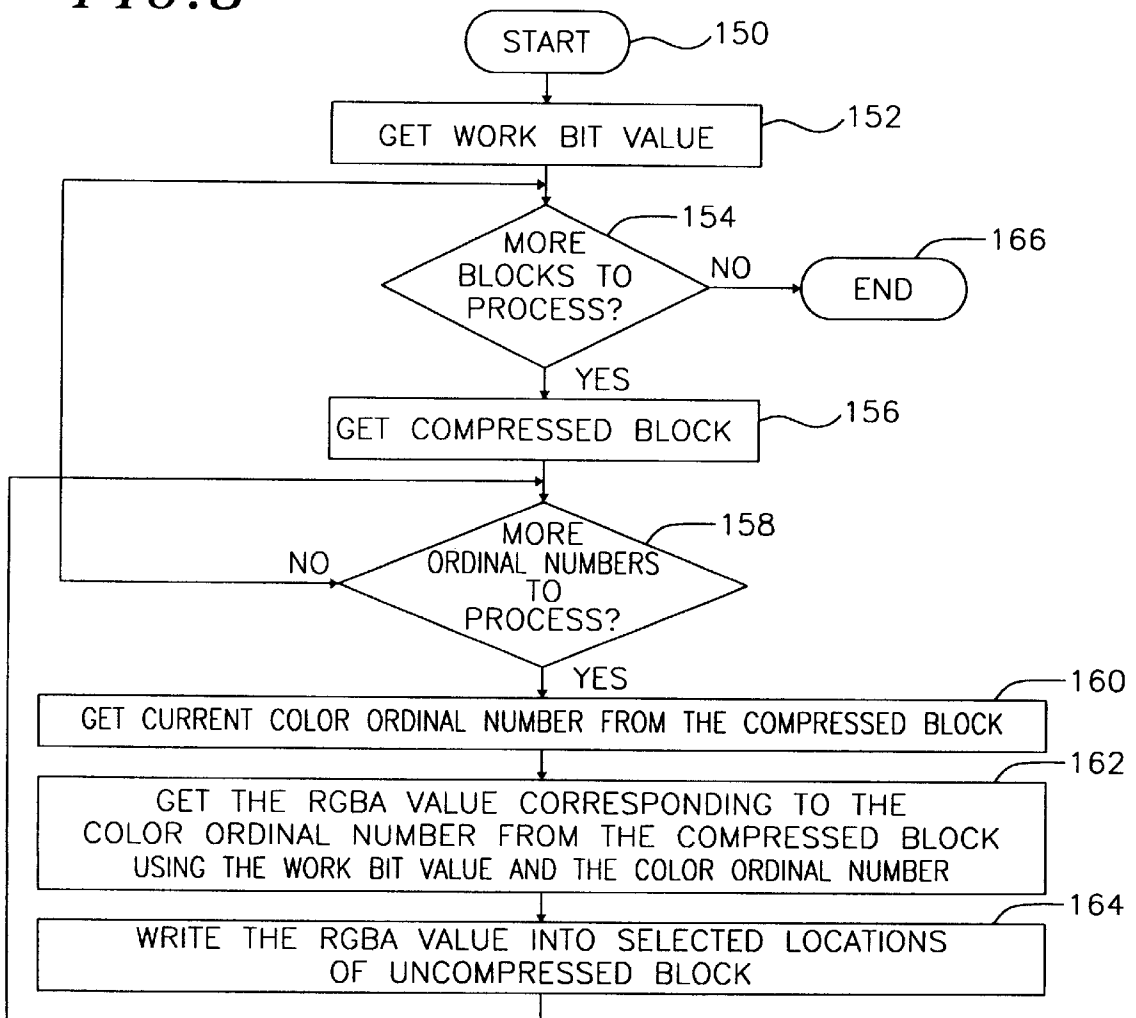 START
150
GET WORK BIT VALUE
152
MORE
BLOCKS TO
PROCESS?
154
NO
END
166
YES
GET COMPRESSED BLOCK
156
MORE
ORDINAL NUMBERS
TO
PROCESS?
158
NO
YES
160
GET CURRENT COLOR ORDINAL NUMBER FROM THE COMPRESSED BLOCK
162
GET THE RGBA VALUE CORRESPONDING TO THE
COLOR ORDINAL NUMBER FROM THE COMPRESSED BLOCK
USING THE WORK BIT VALUE AND THE COLOR ORDINAL NUMBER
164
WRITE THE RGBA VALUE INTO SELECTED LOCATIONS
OF UNCOMPRESSED BLOCK